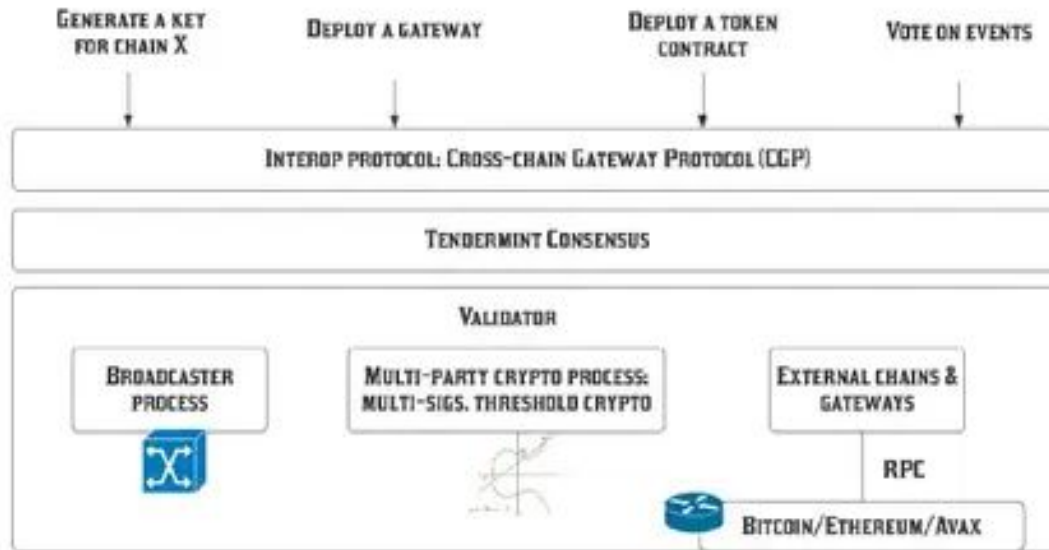 GENERATE A KEY
FOR CHAIN X
DEPLOY A GATEWAY
DEPLOY A TOKEN
CONTRACT
VOTE ON EVENTS
INTEROP PROTOCOL: CROSS-CHAIN GATEWAY PROTOCOL (CGP)
TENDERMINT CONSENSUS
VALIDATOR
BROADCASTER
PROCESS
MULTI-PARTY CRYPTO PROCESS:
MULTI-SIGS, THRESHOLD CRYPTO
EXTERNAL CHAINS &
GATEWAYS
RPC
BITCOIN/ETHEREUM/AVAX